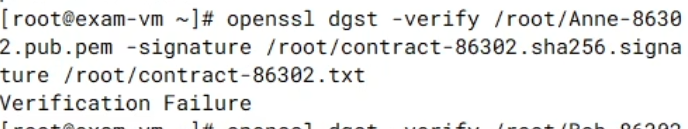 [root@exam-vm ~]# openssl dgst -verify /root/Anne-8630
2.pub.pem -signature /root/contract-86302.sha256.signa
ture /root/contract-86302.txt
Verification Failure
[root@exam-vm ~]# openssl dgst -verify /root/Bob-86302